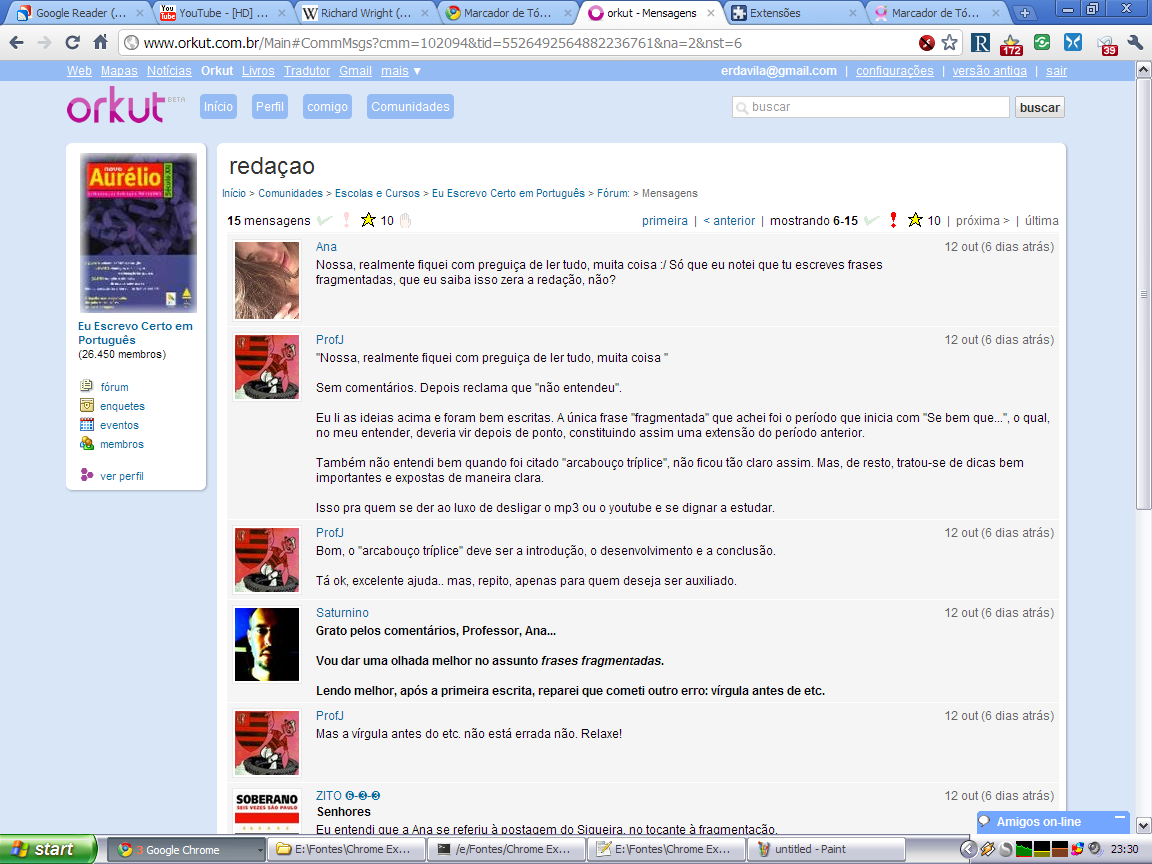 Google Reader (...
YouTube - [HD] ...
Richard Wright (...
Marcador de Tó...
orkut - Mensagens
Extensões
Marcador de Tó...
www.orkut.com.br/Main#CommMsgs?cmm=102094&tid=5526492564882236761&na=2&nst=6
172
39
Web Mapas Notícias Orkut Livros Tradutor Gmail mais ▼
erdavila@gmail.com | configurações | versão antiga | sair
orkut BETA
Início Perfil comigo Comunidades
buscar
buscar
novo
Aurélio
Eu Escrevo Certo em
Português
(26.450 membros)
fórum
enquetes
eventos
membros
ver perfil
redaçao
Início > Comunidades > Escolas e Cursos > Eu Escrevo Certo em Português > Fórum: > Mensagens
15 mensagens 10
primeira | < anterior | mostrando 6-15 10 | próxima > | última
Ana 12 out (6 dias atrás)
Nossa, realmente fiquei com preguiça de ler tudo, muita coisa :/ Só que eu notei que tu escreves frases
fragmentadas, que eu saiba isso zera a redação, não?
ProfJ 12 out (6 dias atrás)
"Nossa, realmente fiquei com preguiça de ler tudo, muita coisa "
Sem comentários. Depois reclama que "não entendeu".
Eu li as ideias acima e foram bem escritas. A única frase "fragmentada" que achei foi o período que inicia com "Se bem que...", o qual,
no meu entender, deveria vir depois de ponto, constituindo assim uma extensão do período anterior.
Também não entendi bem quando foi citado "arcabouço tríplice", não ficou tão claro assim. Mas, de resto, tratou-se de dicas bem
importantes e expostas de maneira clara.
Isso pra quem se der ao luxo de desligar o mp3 ou o youtube e se dignar a estudar.
ProfJ 12 out (6 dias atrás)
Bom, o "arcabouço tríplice" deve ser a introdução, o desenvolvimento e a conclusão.
Tá ok, excelente ajuda.. mas, repito, apenas para quem deseja ser auxiliado.
Saturnino 12 out (6 dias atrás)
Grato pelos comentários, Professor, Ana...
Vou dar uma olhada melhor no assunto frases fragmentadas.
Lendo melhor, após a primeira escrita, reparei que cometi outro erro: vírgula antes de etc.
ProfJ 12 out (6 dias atrás)
Mas a vírgula antes do etc. não está errada não. Relaxe!
SOBERANO
SEIS VEZES SÃO PAULO
ZITO ❻-❸-❸ 12 out (6 dias atrás)
Senhores
Eu entendi que a Ana se referiu à postagem do Siqueira, no tocante à fragmentação.
Amigos on-line
start
3 Google Chrome
E:\Fontes\Chrome Ex...
/e/Fontes/Chrome Ex...
E:\Fontes\Chrome Ex...
untitled - Paint
23:30